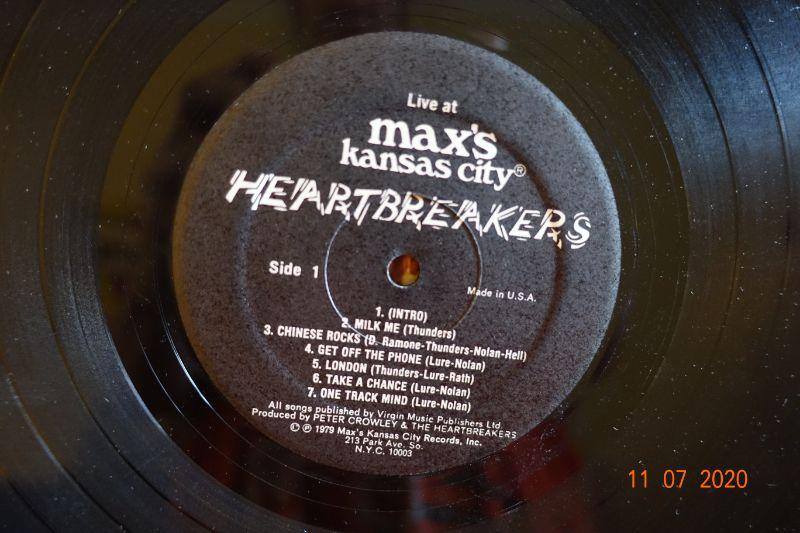 Live at
max's
kansas city®
HEARTBREAKERS
Side 1
Made in U.S.A.
1. (INTRO)
2. MILK ME (Thunders)
3. CHINESE ROCKS (D. Ramone-Thunders-Nolan-Hell)
4. GET OFF THE PHONE (Lure-Nolan)
5. LONDON (Thunders-Lure-Rath)
6. TAKE A CHANCE (Lure-Nolan)
7. ONE TRACK MIND (Lure-Nolan)
All songs published by Virgin Music Publishers Ltd.
Produced by PETER CROWLEY & THE HEARTBREAKERS
© ℗ 1979 Max's Kansas City Records, Inc.
213 Park Ave. So.
N.Y.C. 10003
11 07 2020